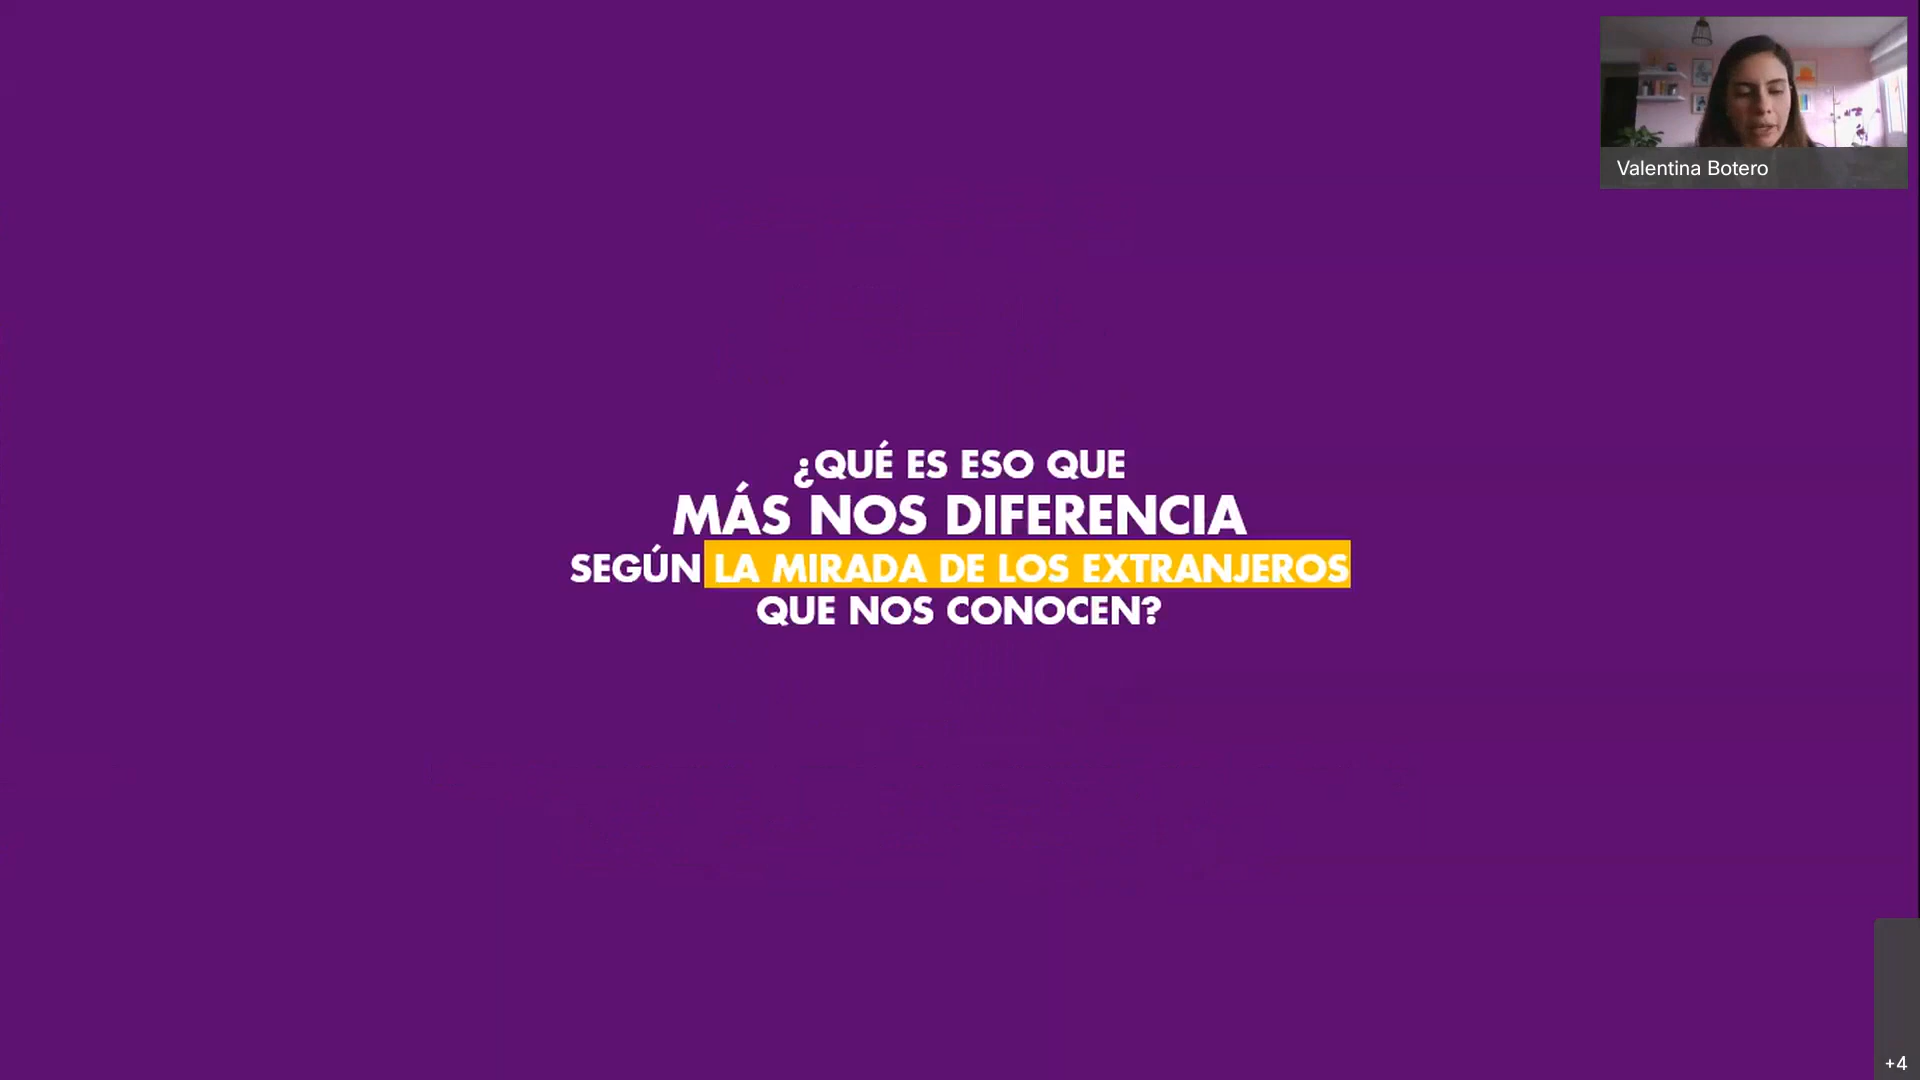 Valentina Botero
¿QUÉ ES ESO QUE
MÁS NOS DIFERENCIA
SEGÚN LA MIRADA DE LOS EXTRANJEROS
QUE NOS CONOCEN?
+4